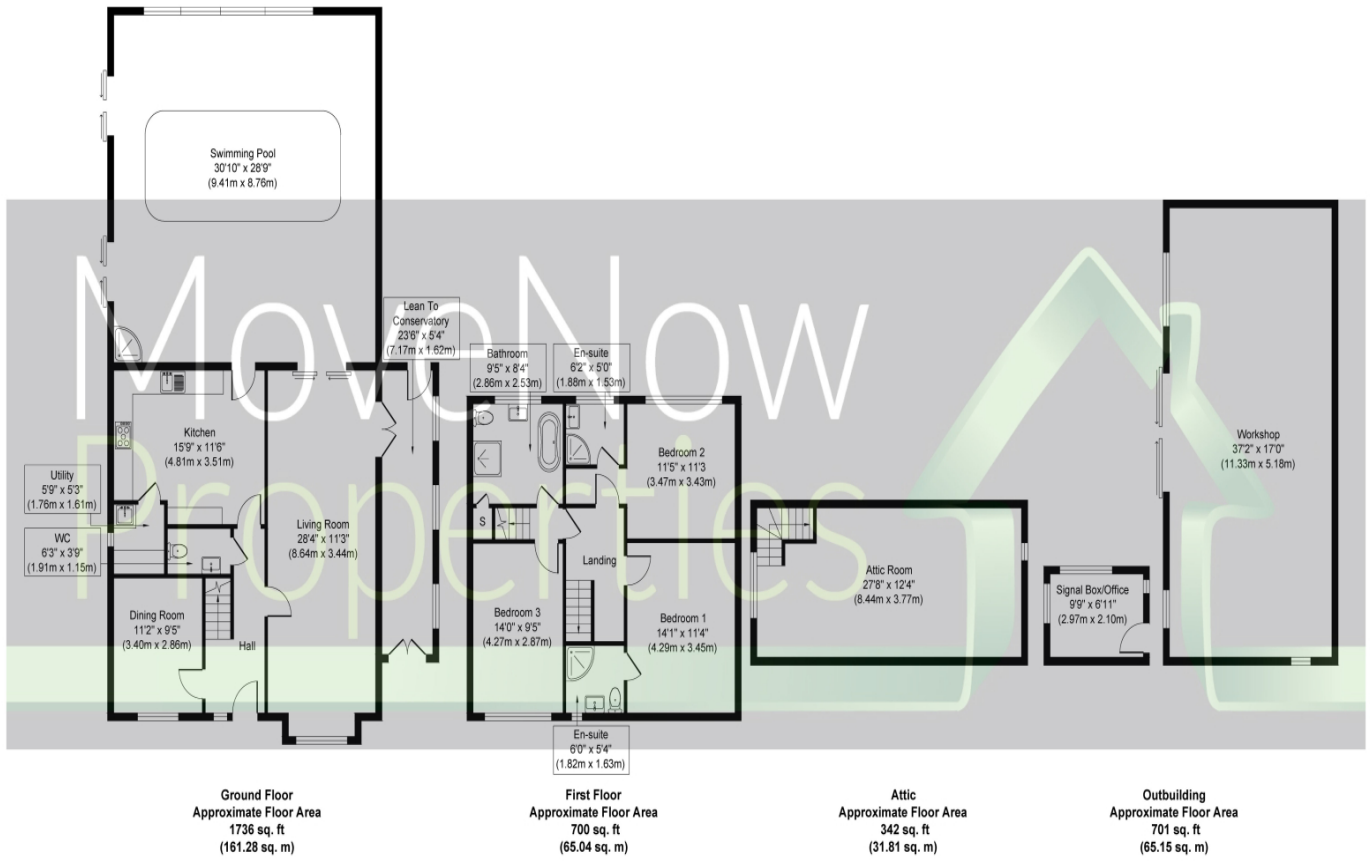 Swimming Pool
30'10" x 28'9"
(9.41m x 8.76m)
Lean To
Conservatory
23'6" x 5'4"
(7.17m x 1.62m)
Kitchen
15'9" x 11'6"
(4.81m x 3.51m)
Utility
5'9" x 5'3"
(1.76m x 1.61m)
WC
6'3" x 3'9"
(1.91m x 1.15m)
Living Room
28'4" x 11'3"
(8.64m x 3.44m)
Dining Room
11'2" x 9'5"
(3.40m x 2.86m)
Hall
Bathroom
9'5" x 8'4"
(2.86m x 2.53m)
En-suite
6'2" x 5'0"
(1.88m x 1.53m)
Bedroom 2
11'5" x 11'3
(3.47m x 3.43m)
S
Landing
Bedroom 3
14'0" x 9'5"
(4.27m x 2.87m)
Bedroom 1
14'1" x 11'4"
(4.29m x 3.45m)
En-suite
6'0" x 5'4"
(1.82m x 1.63m)
Attic Room
27'8" x 12'4"
(8.44m x 3.77m)
Signal Box/Office
9'9" x 6'11"
(2.97m x 2.10m)
Workshop
37'2" x 17'0"
(11.33m x 5.18m)
MoveNow
Properties
Ground Floor
Approximate Floor Area
1736 sq. ft
(161.28 sq. m)
First Floor
Approximate Floor Area
700 sq. ft
(65.04 sq. m)
Attic
Approximate Floor Area
342 sq. ft
(31.81 sq. m)
Outbuilding
Approximate Floor Area
701 sq. ft
(65.15 sq. m)